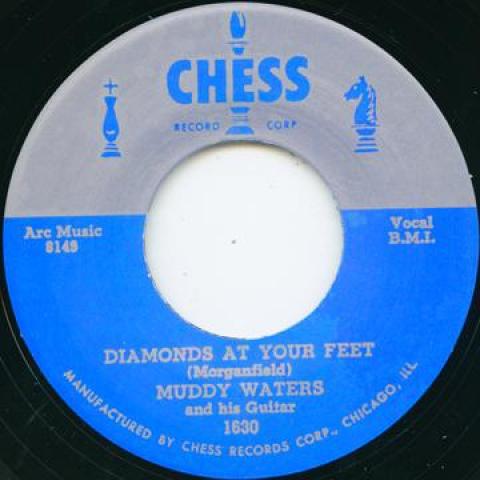 CHESS
RECORD CORP
Arc Music
8149
Vocal
B.M.I.
DIAMONDS AT YOUR FEET
(Morganfield)
MUDDY WATERS
and his Guitar
1630
MANUFACTURED BY CHESS RECORDS CORP., CHICAGO, ILL